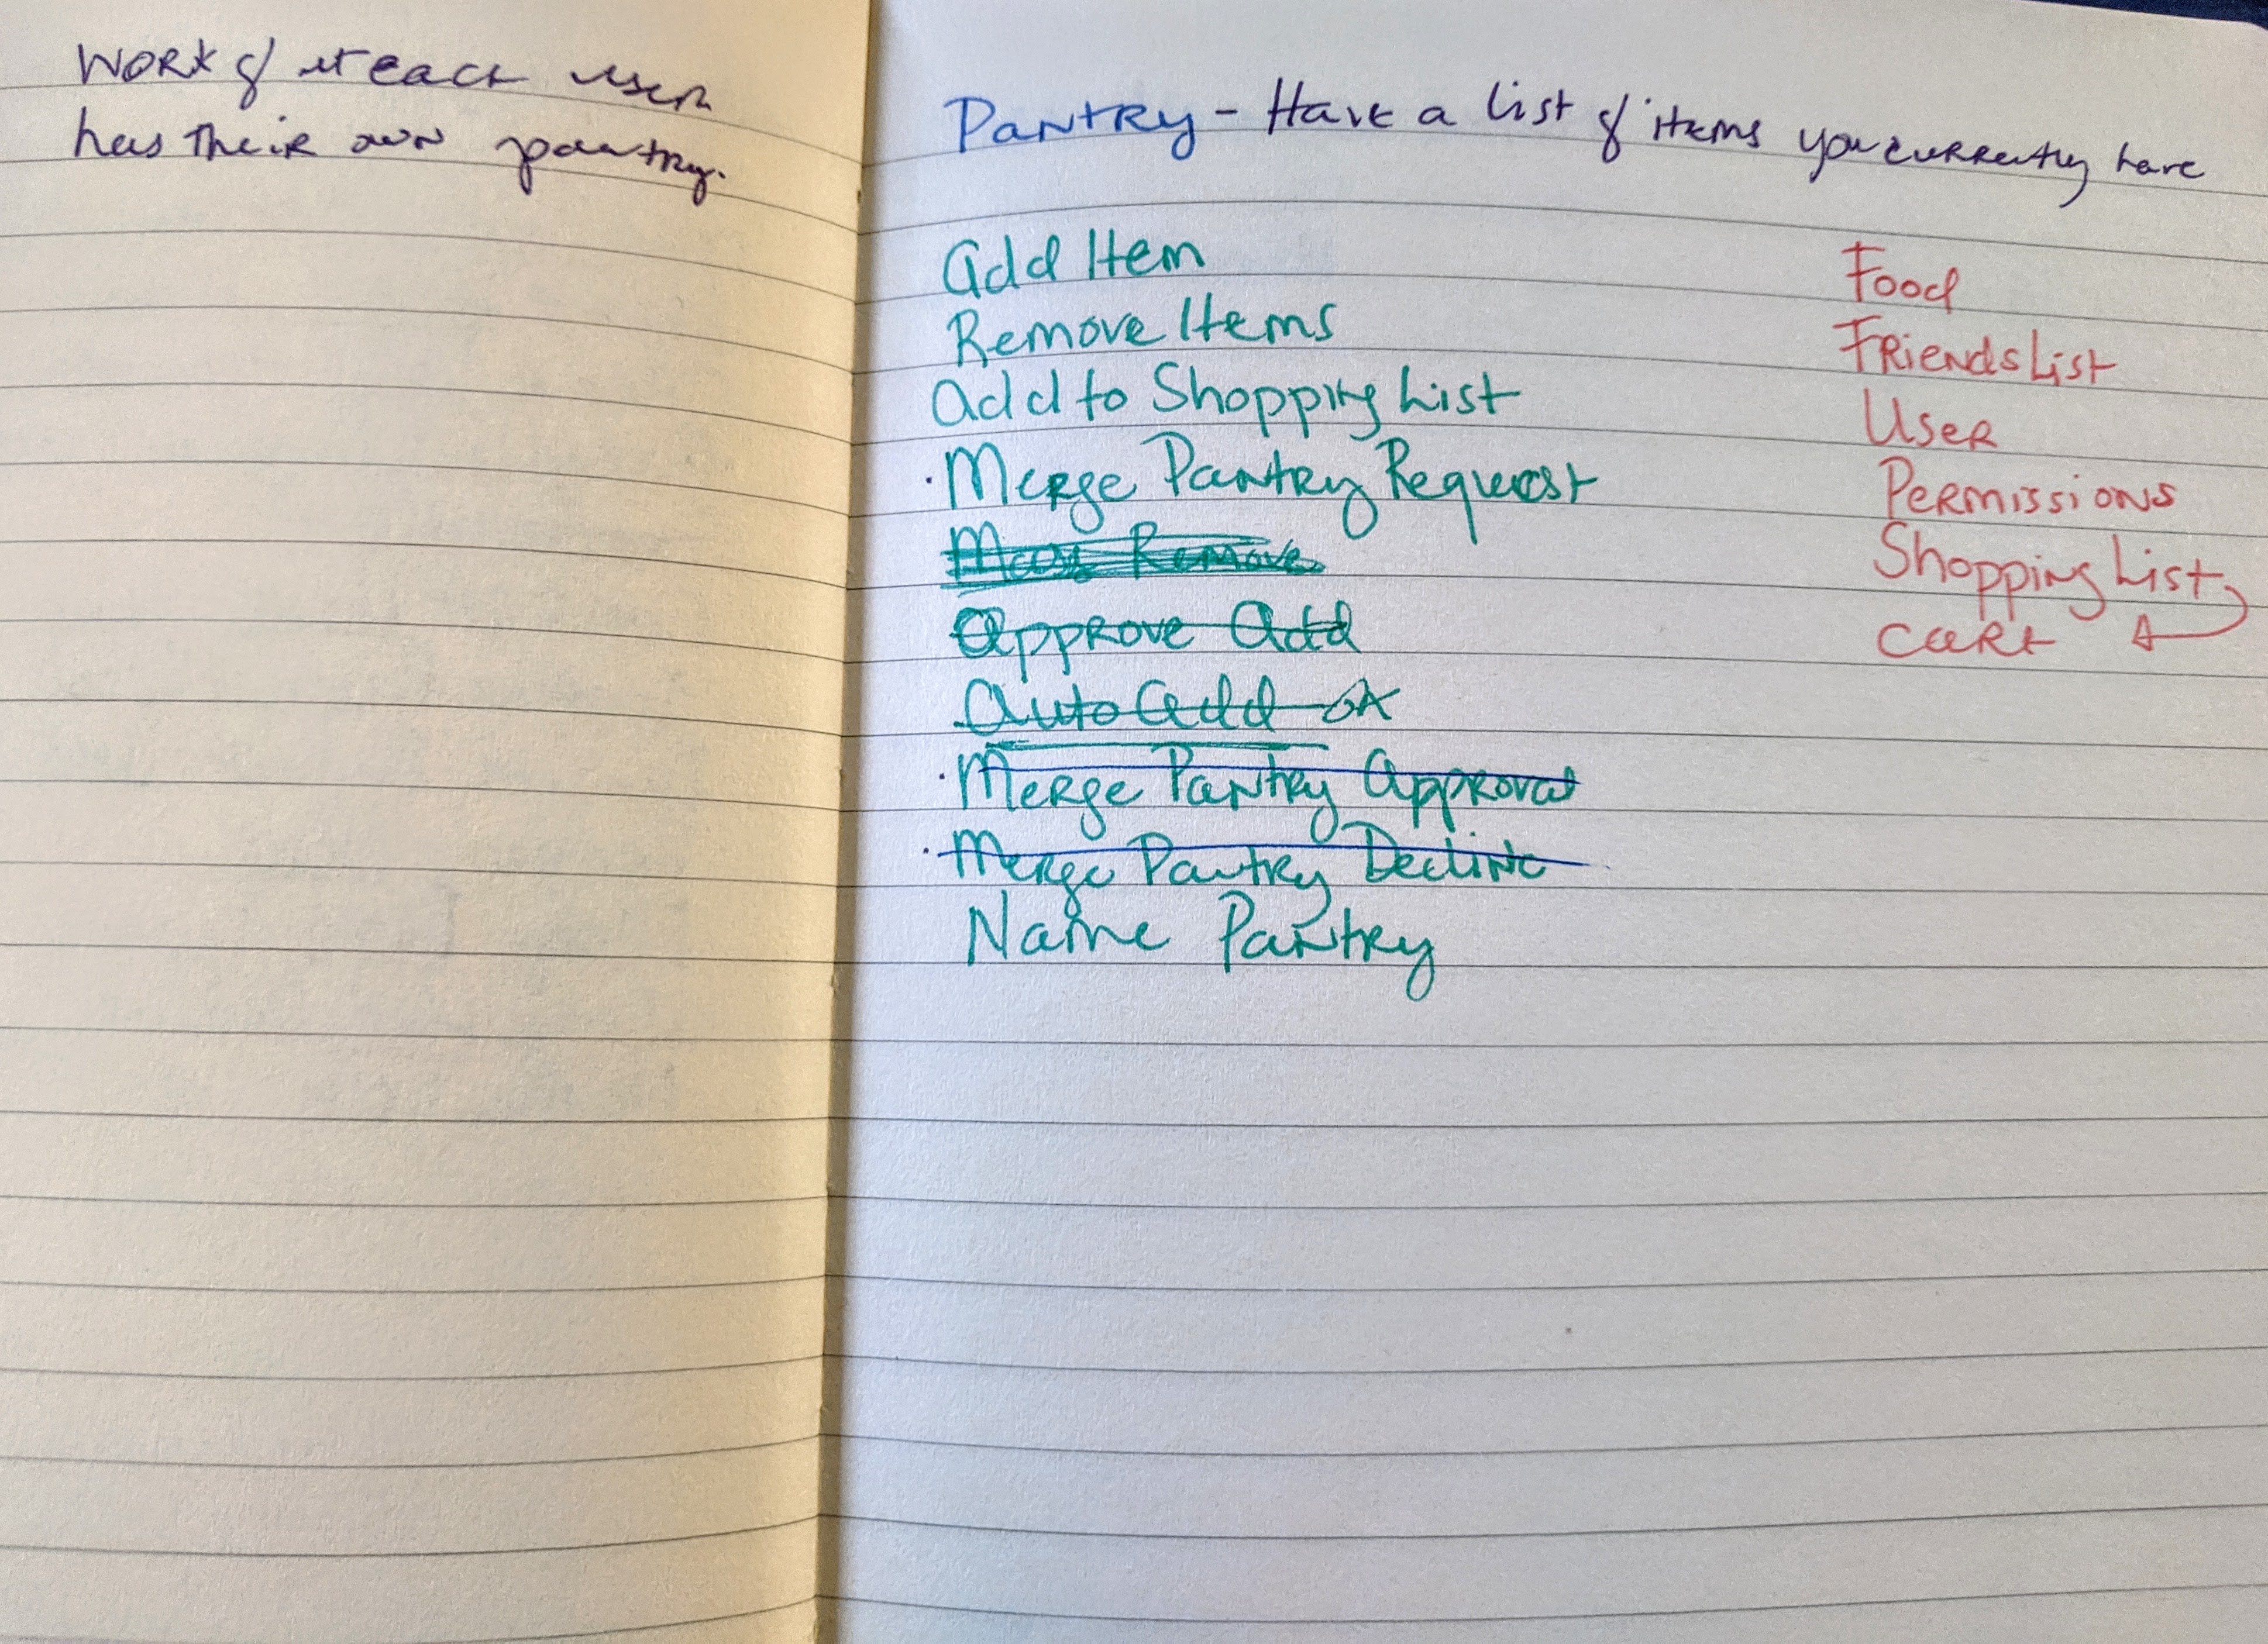 Work of it each user
has their own pantry.
Pantry - Have a list of items you currently have
Add Item
Remove Items
Add to Shopping List
· Merge Pantry Request
Remove
Approve Add
Auto Add OK
· Merge Pantry Approval
· Merge Pantry Decline
Name Pantry
Food
Friends List
User
Permissions
Shopping List
Cart